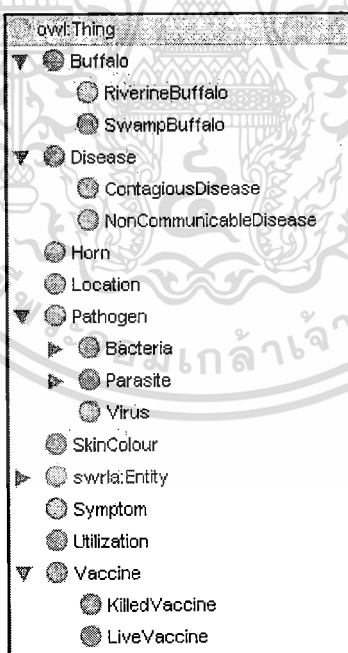 owl:Thing
Buffalo
RiverineBuffalo
SwampBuffalo
Disease
ContagiousDisease
NonCommunicableDisease
Horn
Location
Pathogen
Bacteria
Parasite
Virus
SkinColour
swrla:Entity
Symptom
Utilization
Vaccine
KilledVaccine
LiveVaccine